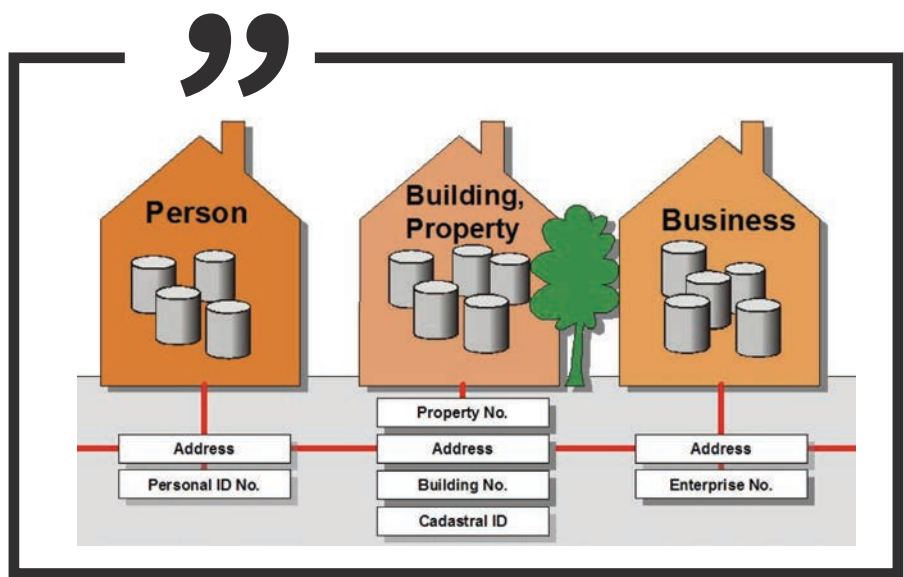 ”
Person
Building,
Property
Business
Property No.
Address
Address
Address
Personal ID No.
Building No.
Enterprise No.
Cadastral ID